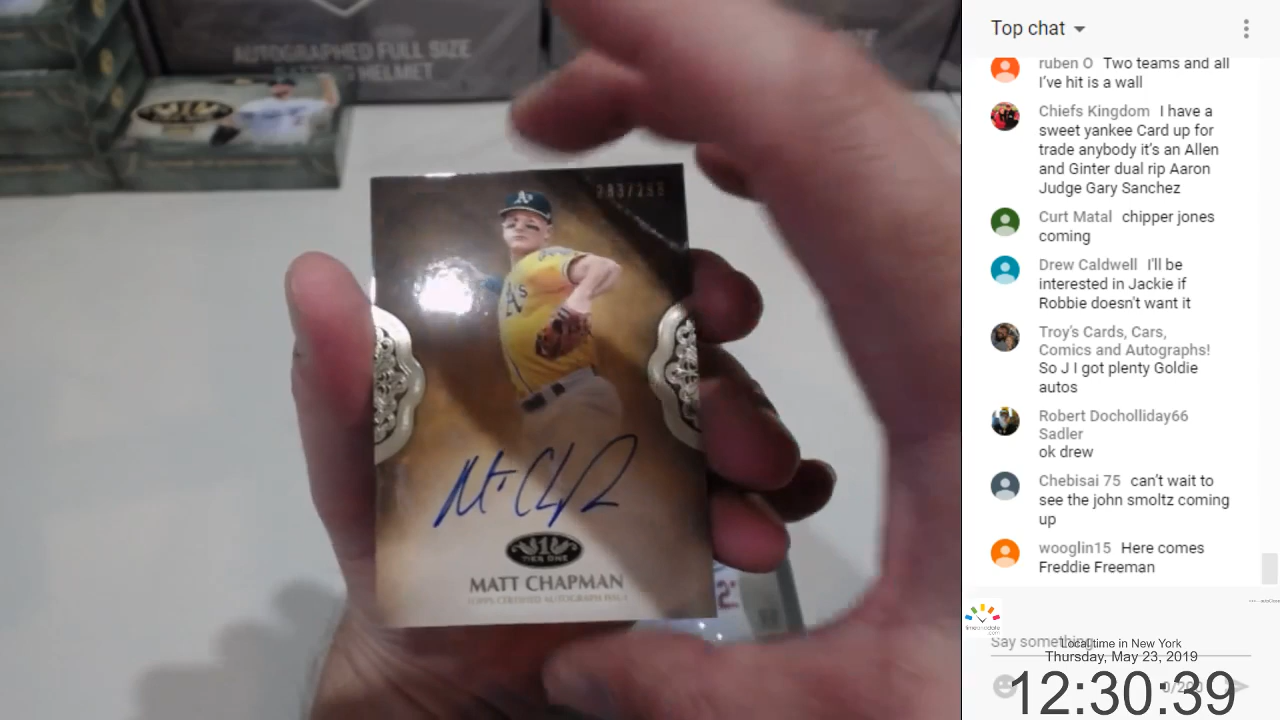 AUTOGRAPHED FULL SIZE
HELMET
A's
MATT CHAPMAN
TIER ONE
Top chat
ruben O Two teams and all
I've hit is a wall
Chiefs Kingdom I have a
sweet yankee Card up for
trade anybody it's an Allen
and Ginter dual rip Aaron
Judge Gary Sanchez
Curt Matal chipper jones
coming
Drew Caldwell I'll be
interested in Jackie if
Robbie doesn't want it
Troy's Cards, Cars,
Comics and Autographs!
So J I got plenty Goldie
autos
Robert Docholliday66
Sadler
ok drew
Chebisai 75 can't wait to
see the john smoltz coming
up
wooglin15 Here comes
Freddie Freeman
Say something...
Local time in New York
Thursday, May 23, 2019
12:30:39